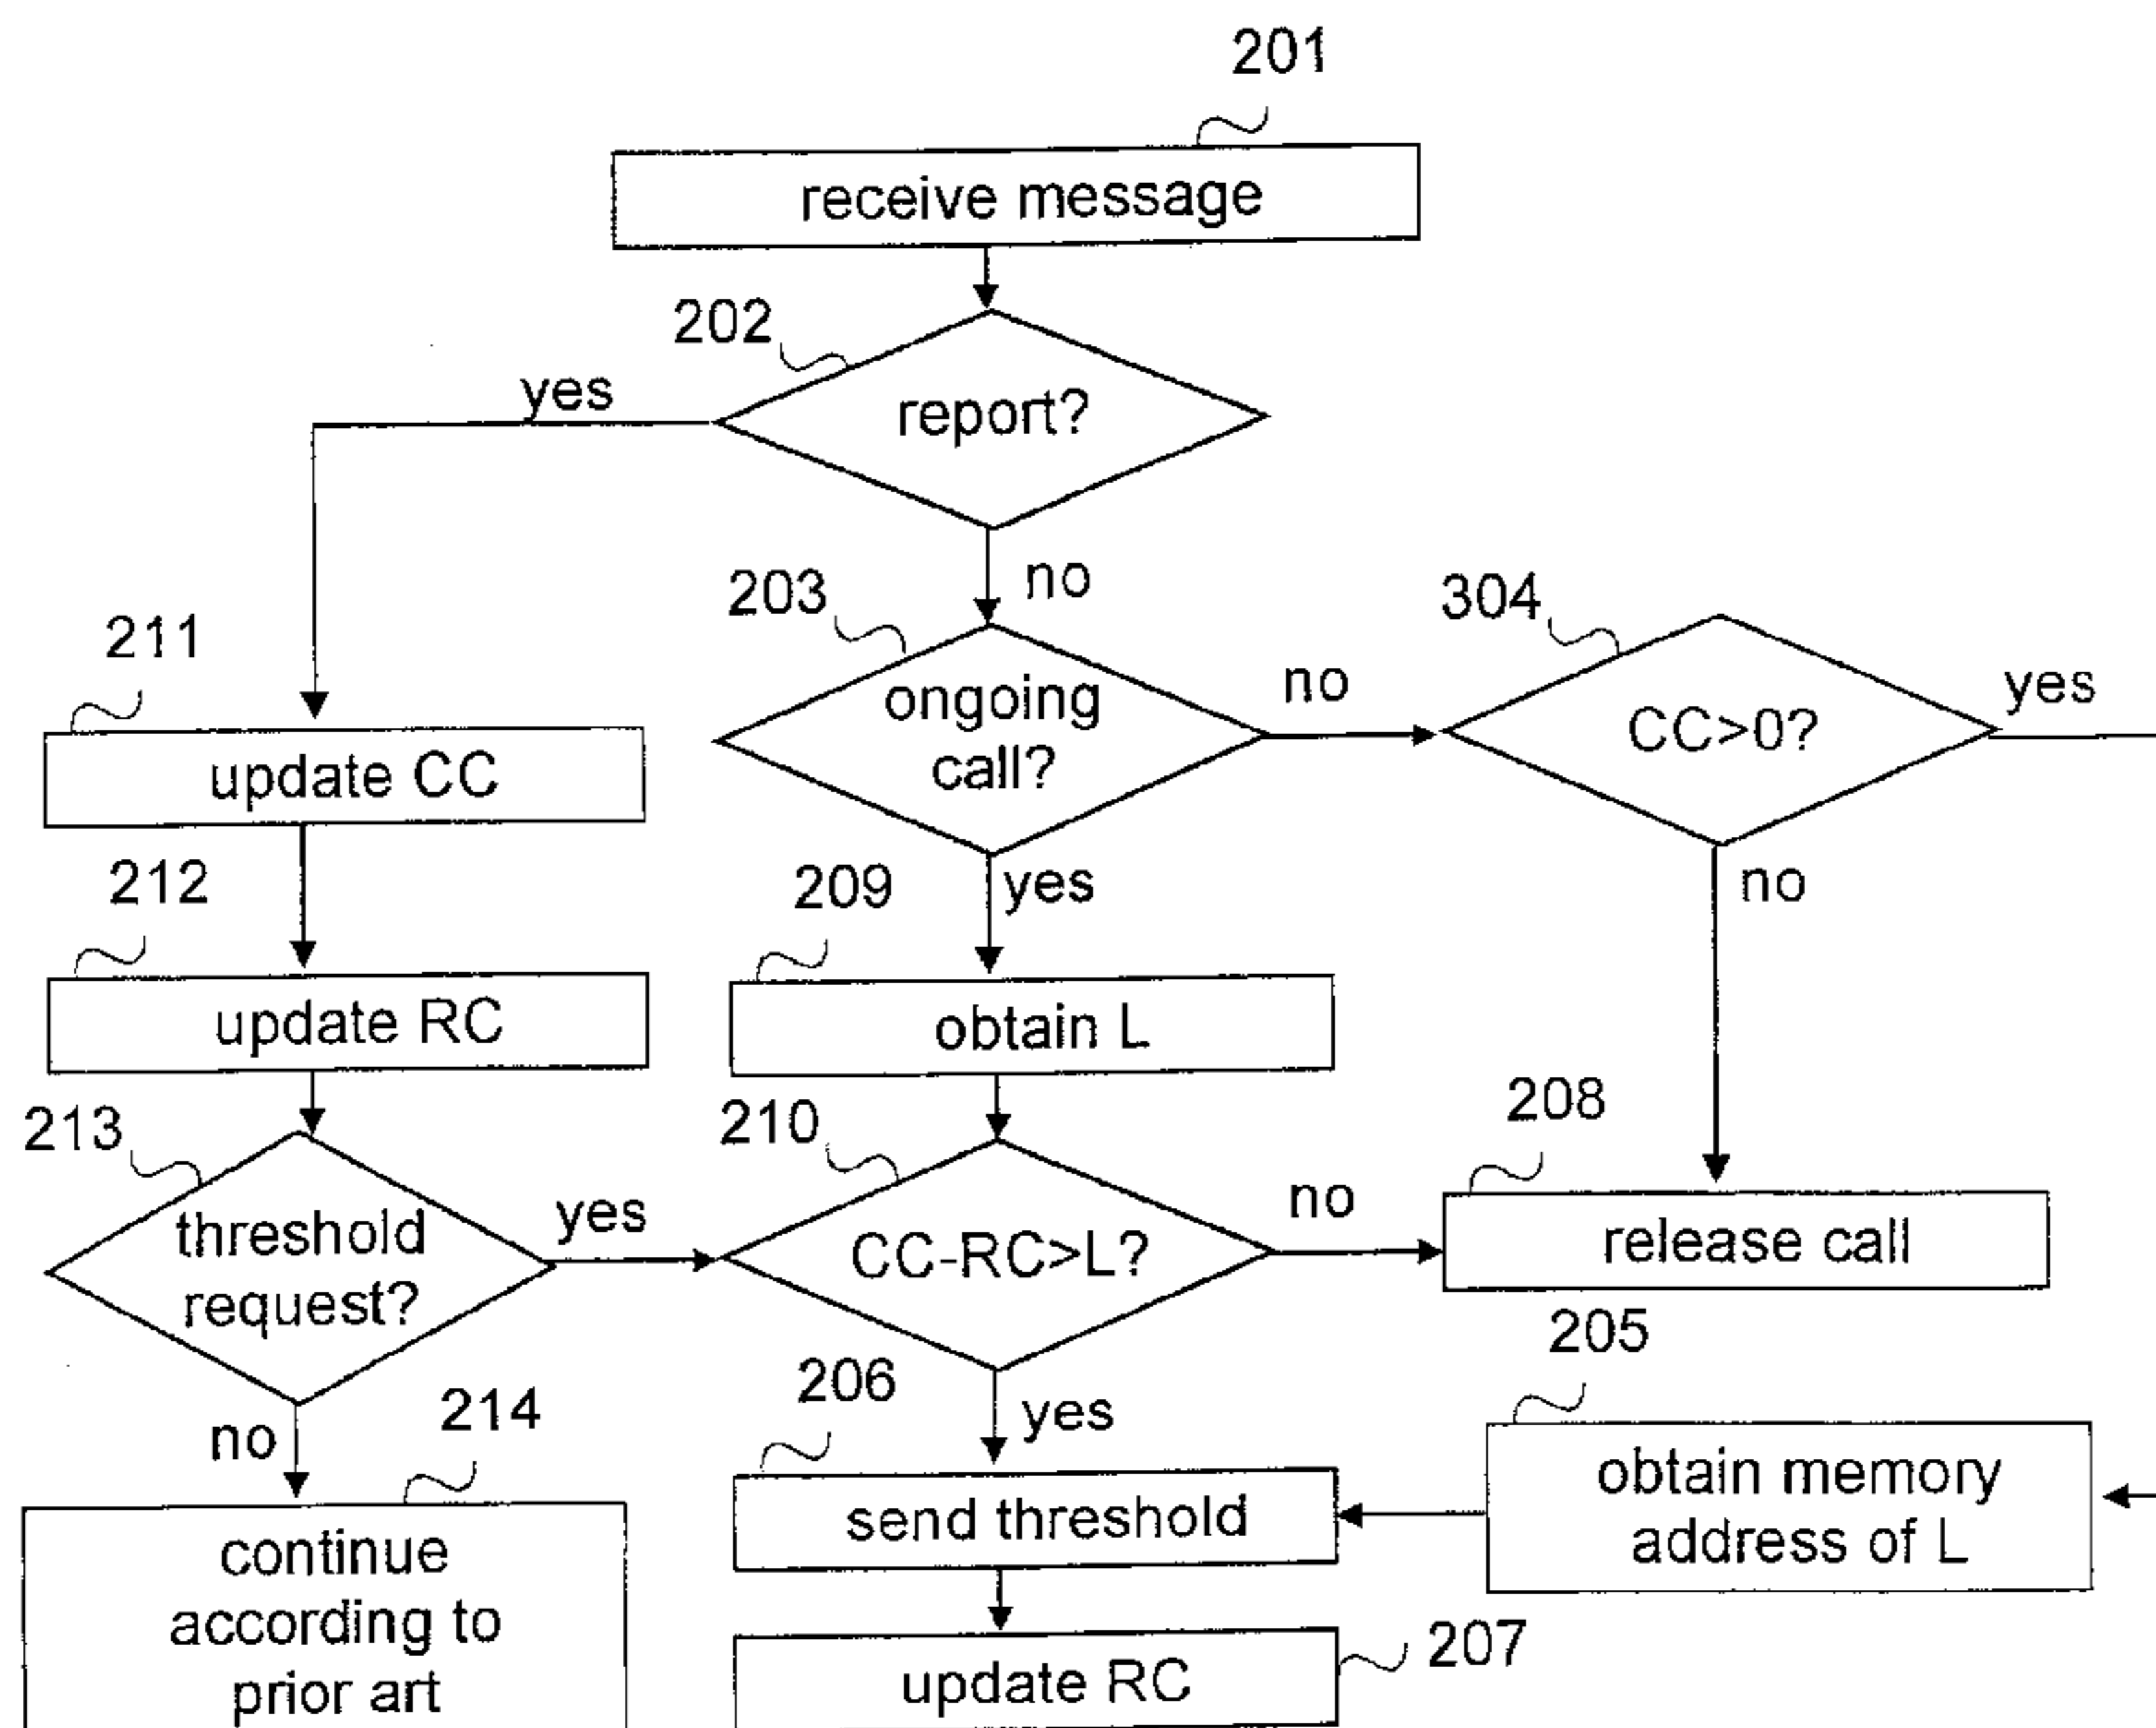 201
receive message
202
report?
yes
no
203
ongoing
call?
no
304
CC>0?
yes
no
211
update CC
212
update RC
yes
209
obtain L
213
threshold
request?
yes
210
CC-RC>L?
no
208
release call
no
214
continue
according to
prior art
yes
206
send threshold
205
obtain memory
address of L
207
update RC